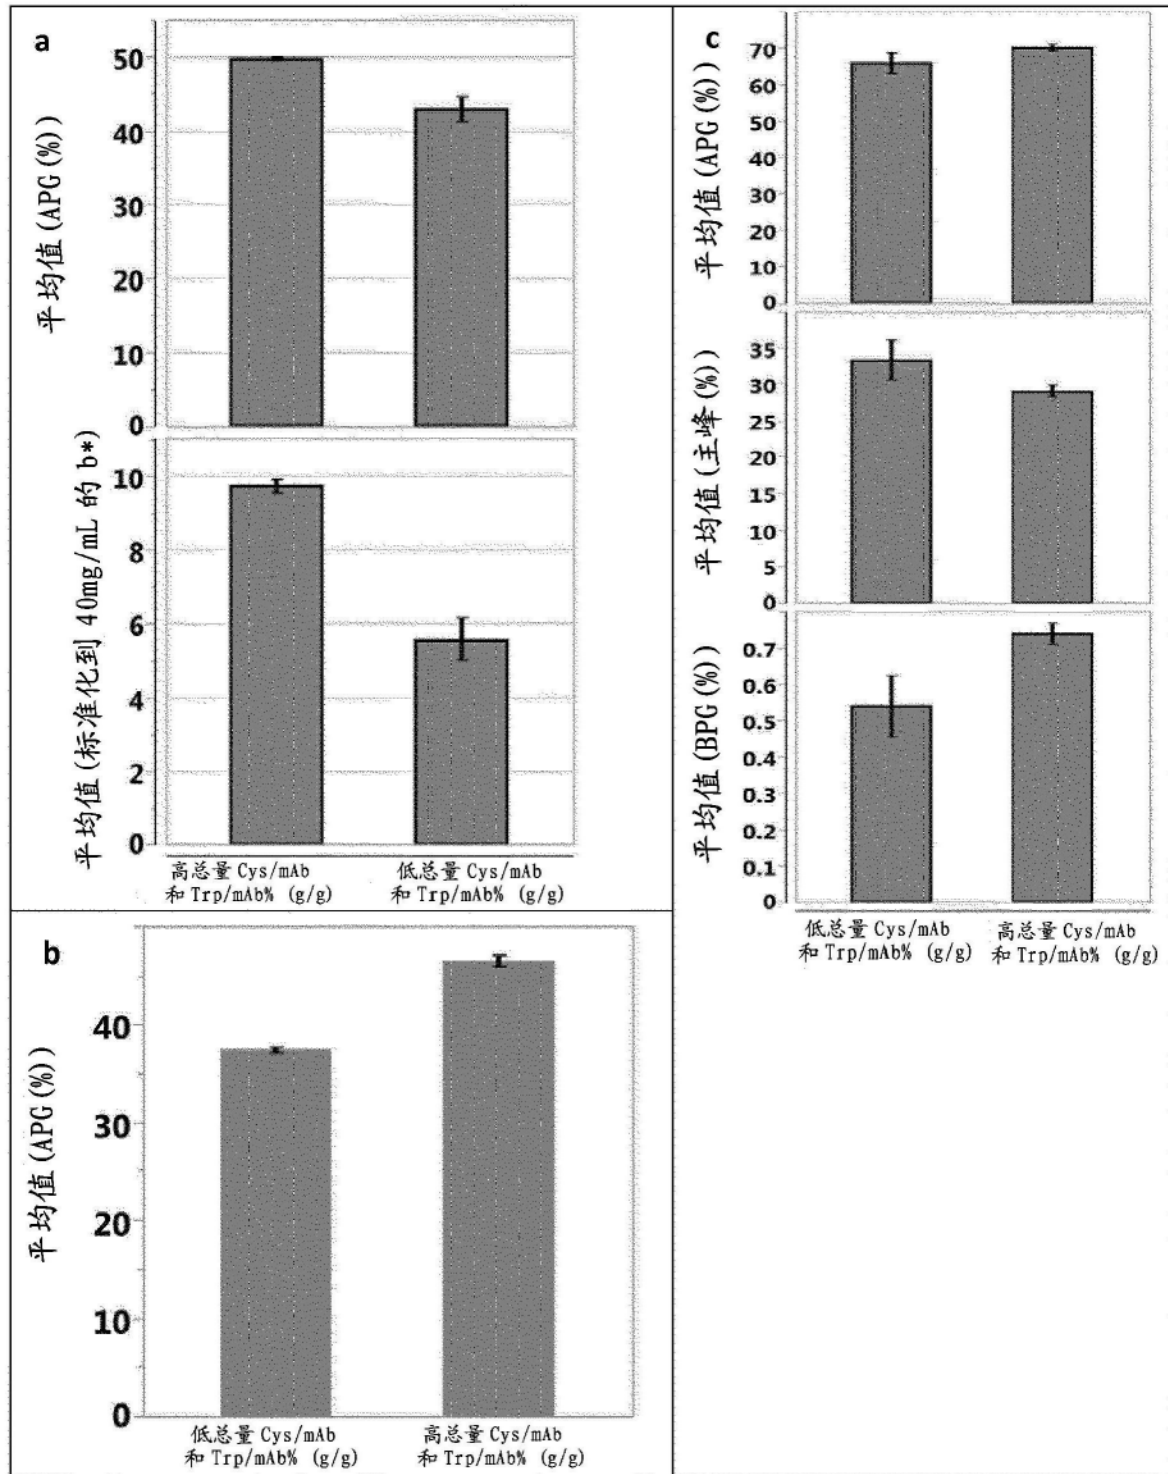 a
平均值(APG(%))
50
40
30
20
10
0
平均值(标准化到 40mg/mL 的 b*)
10
8
6
4
2
0
高总量 Cys/mAb
和 Trp/mAb% (g/g)
低总量 Cys/mAb
和 Trp/mAb% (g/g)
b
平均值(APG(%))
40
30
20
10
0
低总量 Cys/mAb
和 Trp/mAb% (g/g)
高总量 Cys/mAb
和 Trp/mAb% (g/g)
c
平均值(APG(%))
70
60
50
40
30
20
10
0
平均值(主峰(%))
35
30
25
20
15
10
5
0
平均值(BPG(%))
0.7
0.6
0.5
0.4
0.3
0.2
0.1
0
低总量 Cys/mAb
和 Trp/mAb% (g/g)
高总量 Cys/mAb
和 Trp/mAb% (g/g)